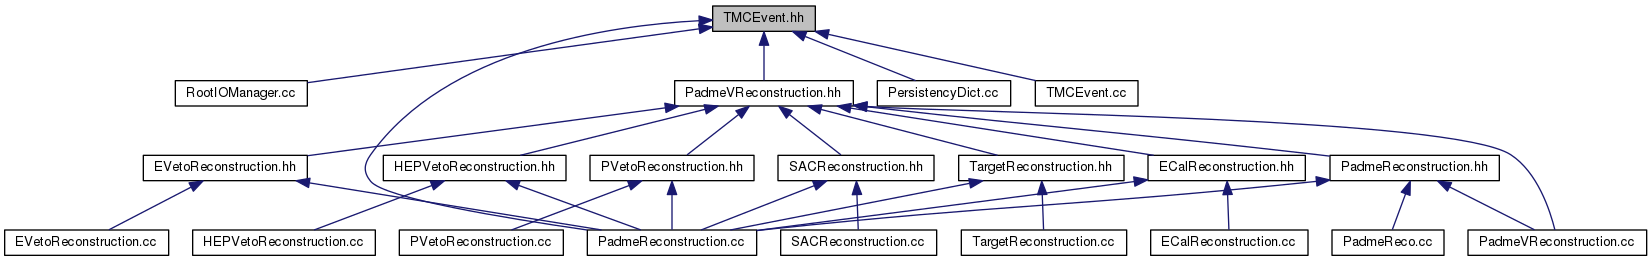 TMCEvent.hh
RootIOManager.cc
PadmeVReconstruction.hh
PersistencyDict.cc
TMCEvent.cc
EVetoReconstruction.hh
HEPVetoReconstruction.hh
PVetoReconstruction.hh
SACReconstruction.hh
TargetReconstruction.hh
ECalReconstruction.hh
PadmeReconstruction.hh
EVetoReconstruction.cc
HEPVetoReconstruction.cc
PVetoReconstruction.cc
PadmeReconstruction.cc
SACReconstruction.cc
TargetReconstruction.cc
ECalReconstruction.cc
PadmeReco.cc
PadmeVReconstruction.cc